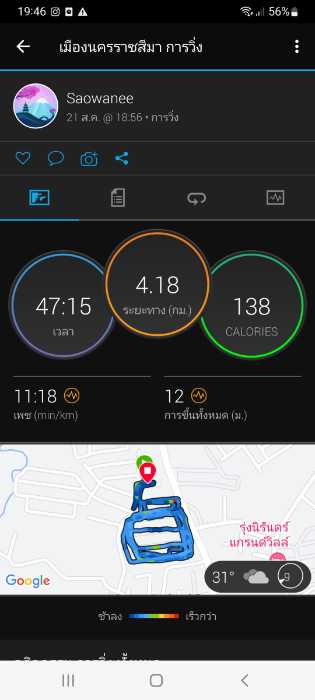 19:46 56%
เมืองนครราชสีมา การวิ่ง
Saowanee
21 ส.ค. @ 18:56 • การวิ่ง
47:15
เวลา
4.18
ระยะทาง (กม.)
138
CALORIES
11:18
เพซ (min/km)
12
การขึ้นทั้งหมด (ม.)
รุ่งนิรันดร์
แกรนด์วิลล์
Google
31°
9
ช้าลง เร็วกว่า